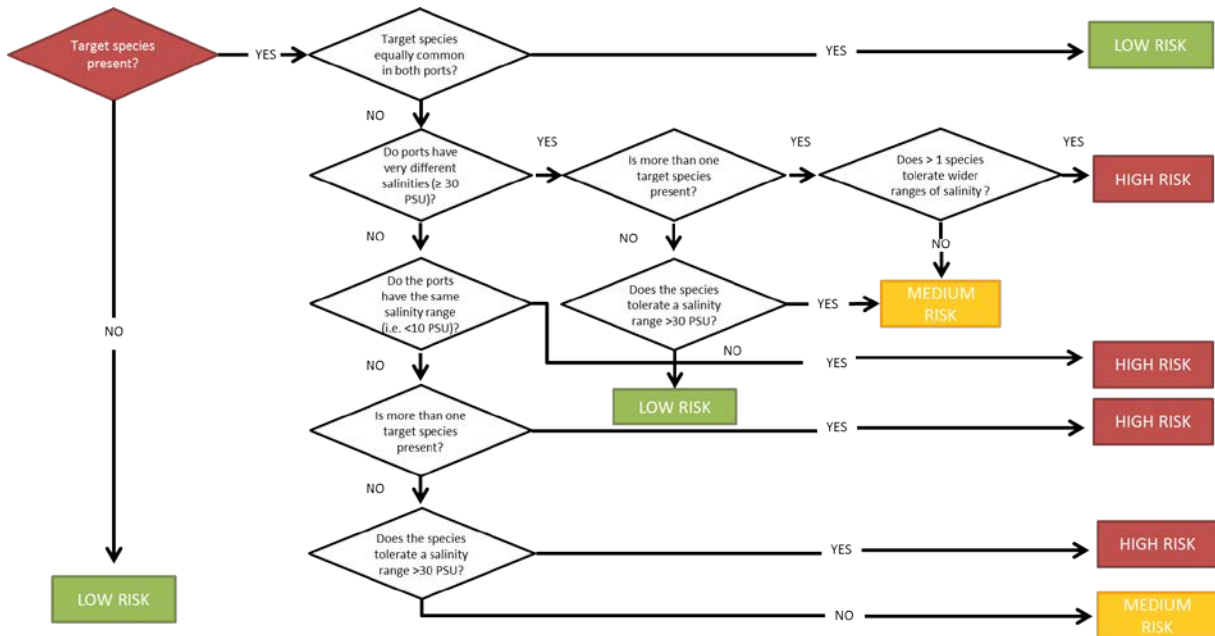 Target species
present?
YES
Target species
equally common
in both ports?
YES
LOW RISK
NO
Do ports have
very different
salinities (≥ 30
PSU)?
YES
Is more than one
target species
present?
YES
Does > 1 species
tolerate wider
ranges of salinity ?
YES
HIGH RISK
NO
NO
NO
Do the ports
have the same
salinity range
(i.e. <10 PSU)?
Does the species
tolerate a salinity
range >30 PSU?
YES
MEDIUM
RISK
NO
NO
NO
YES
HIGH RISK
LOW RISK
Is more than one
target species
present?
YES
HIGH RISK
NO
Does the species
tolerate a salinity
range >30 PSU?
YES
HIGH RISK
LOW RISK
NO
MEDIUM
RISK